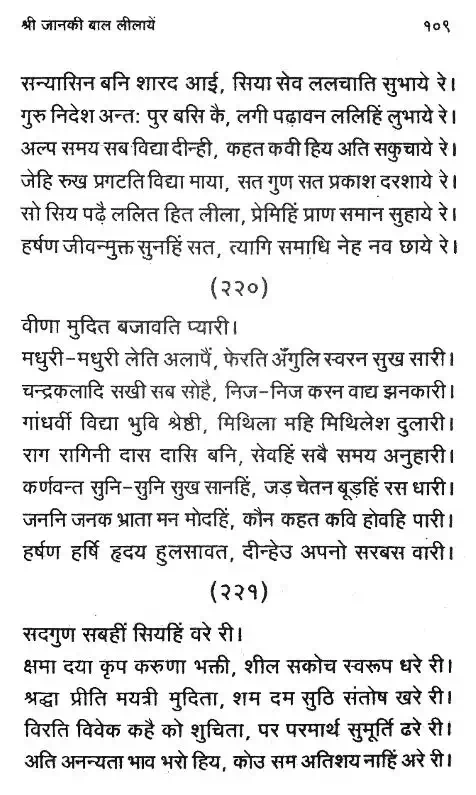 श्री जानकी बाल लीलायें
१०९
सन्यासिन बनि शारद आई, सिया सेव ललचाति सुभाये रे।
गुरु निदेश अन्तः पुर बसि कै, लगी पढ़ावन ललिहिं लुभाये रे।
अल्प समय सब विद्या दीन्ही, कहत कवी हिय अति सकुचाये रे।
जेहि रुख प्रगटति विद्या माया, सत गुण सत प्रकाश दरशाये रे।
सो सिय पढ़ै ललित हित लीला, प्रेमिहिं प्राण समान सुहाये रे।
हर्षण जीवन्मुक्त सुनहिं सत, त्यागि समाधि नेह नव छाये रे।
(२२०)
वीणा मुदित बजावति प्यारी।
मधुरी-मधुरी लेति अलापैं, फेरति अँगुलि स्वरन सुख सारी।
चन्द्रकलादि सखी सब सोहै, निज-निज करन वाद्य झनकारी।
गांधर्वी विद्या भुवि श्रेष्ठी, मिथिला महि मिथिलेश दुलारी।
राग रागिनी दास दासि बनि, सेवहिं सबै समय अनुहारी।
कर्णवन्त सुनि-सुनि सुख सानहिं, जड़ चेतन बूड़हिं रस धारी।
जननि जनक भ्राता मन मोदहिं, कौन कहत कवि होवहि पारी।
हर्षण हर्षि हृदय हुलसावत, दीन्हेउ अपनो सरबस वारी।
(२२१)
सदगुण सबहीं सियहिं वरे री।
क्षमा दया कृप करुणा भक्ती, शील सकोच स्वरूप धरे री।
श्रद्धा प्रीति मयत्री मुदिता, शम दम सुठि संतोष खरे री।
विरति विवेक कहै को शुचिता, पर परमार्थ सुमूर्ति ढरे री।
अति अनन्यता भाव भरो हिय, कोउ सम अतिशय नाहिं अरे री।